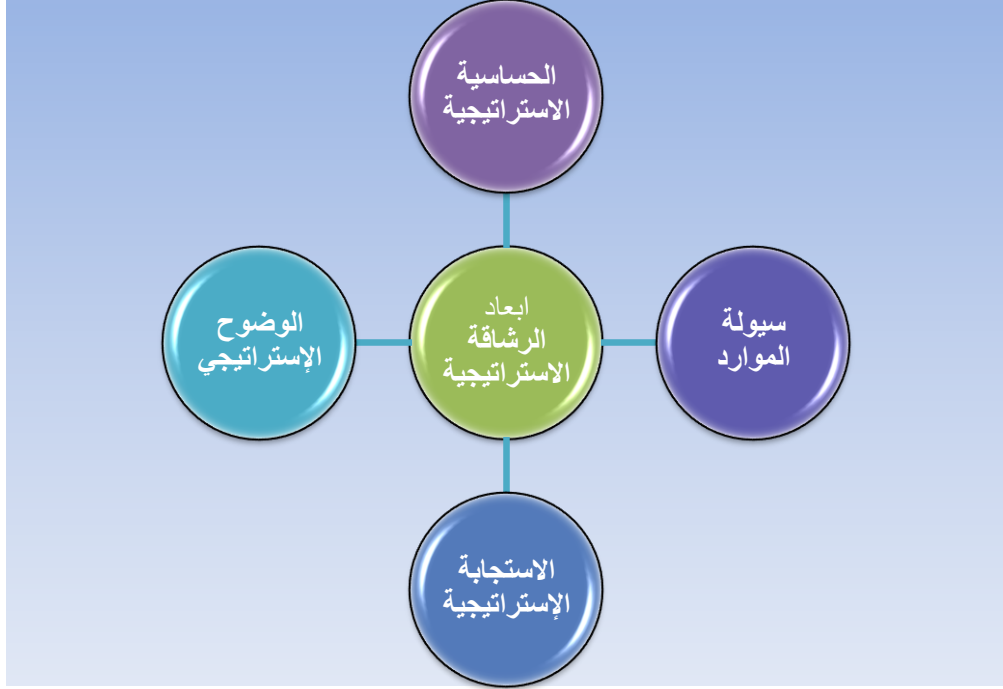 الحساسية
الاستراتيجية
سيولة
الموارد
ابعاد
الرشاقة
الاستراتيجية
الوضوح
الإستراتيجي
الاستجابة
الإستراتيجية